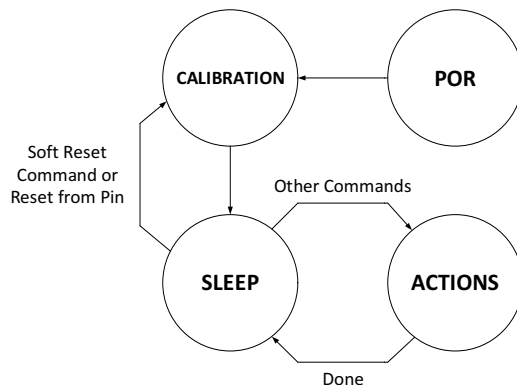 CALIBRATION
POR
Soft Reset
Command or
Reset from Pin
Other Commands
SLEEP
ACTIONS
Done